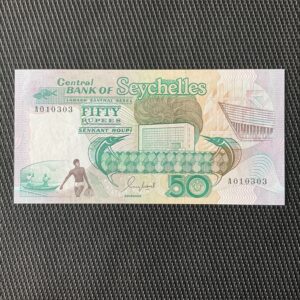 Central
BANK OF Seychelles
LABANK SANTRAL SESEL
A010303
FIFTY
RUPEES
SENKANT ROUPI
50
A010303